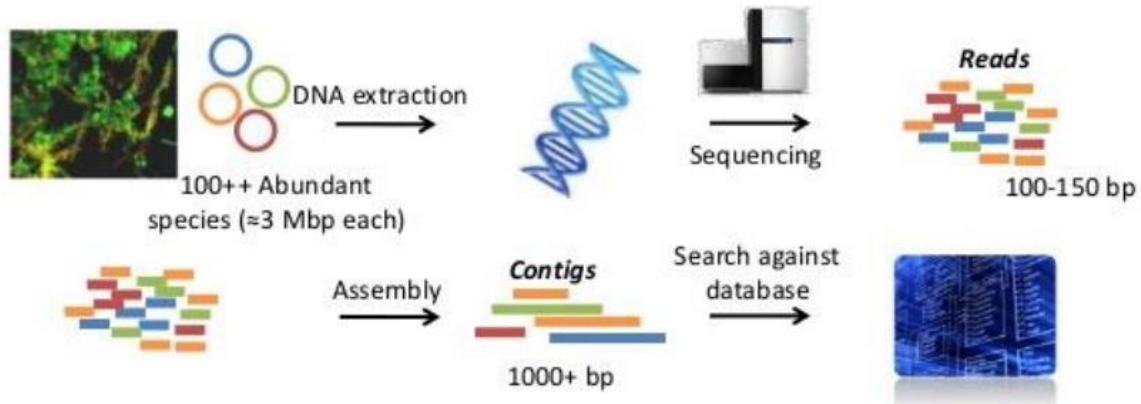 DNA extraction
100++ Abundant
species (≈3 Mbp each)
Sequencing
Reads
100-150 bp
Assembly
Contigs
1000+ bp
Search against
database